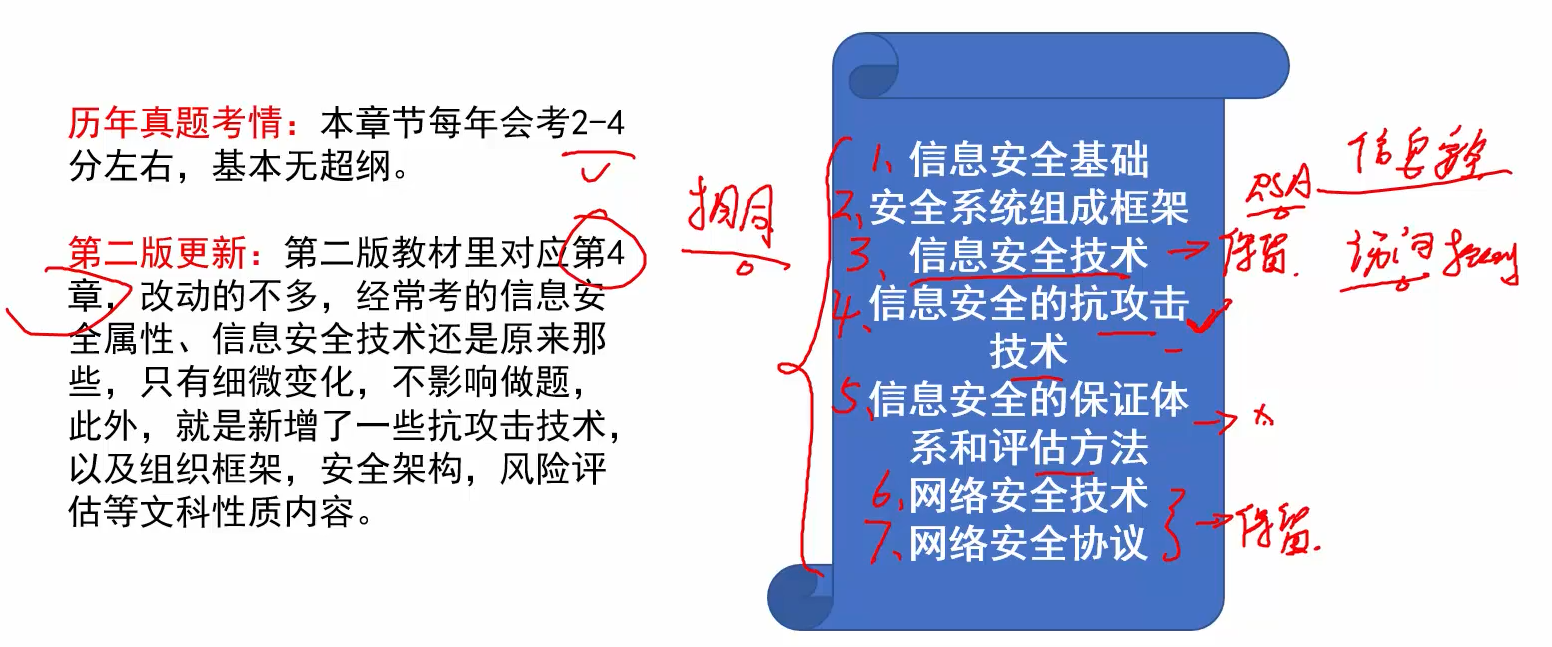 历年真题考情：本章节每年会考2-4
分左右，基本无超纲。
第二版更新：第二版教材里对应第4
章，改动的不多，经常考的信息安
全属性、信息安全技术还是原来那
些，只有细微变化，不影响做题，
此外，就是新增了一些抗攻击技术，
以及组织框架，安全架构，风险评
估等文科性质内容。
1、信息安全基础
2、安全系统组成框架
3、信息安全技术
保留.
4、信息安全的抗攻击
技术
5、信息安全的保证体
系和评估方法
6、网络安全技术
7、网络安全协议
保留.
信息安全
访问控制